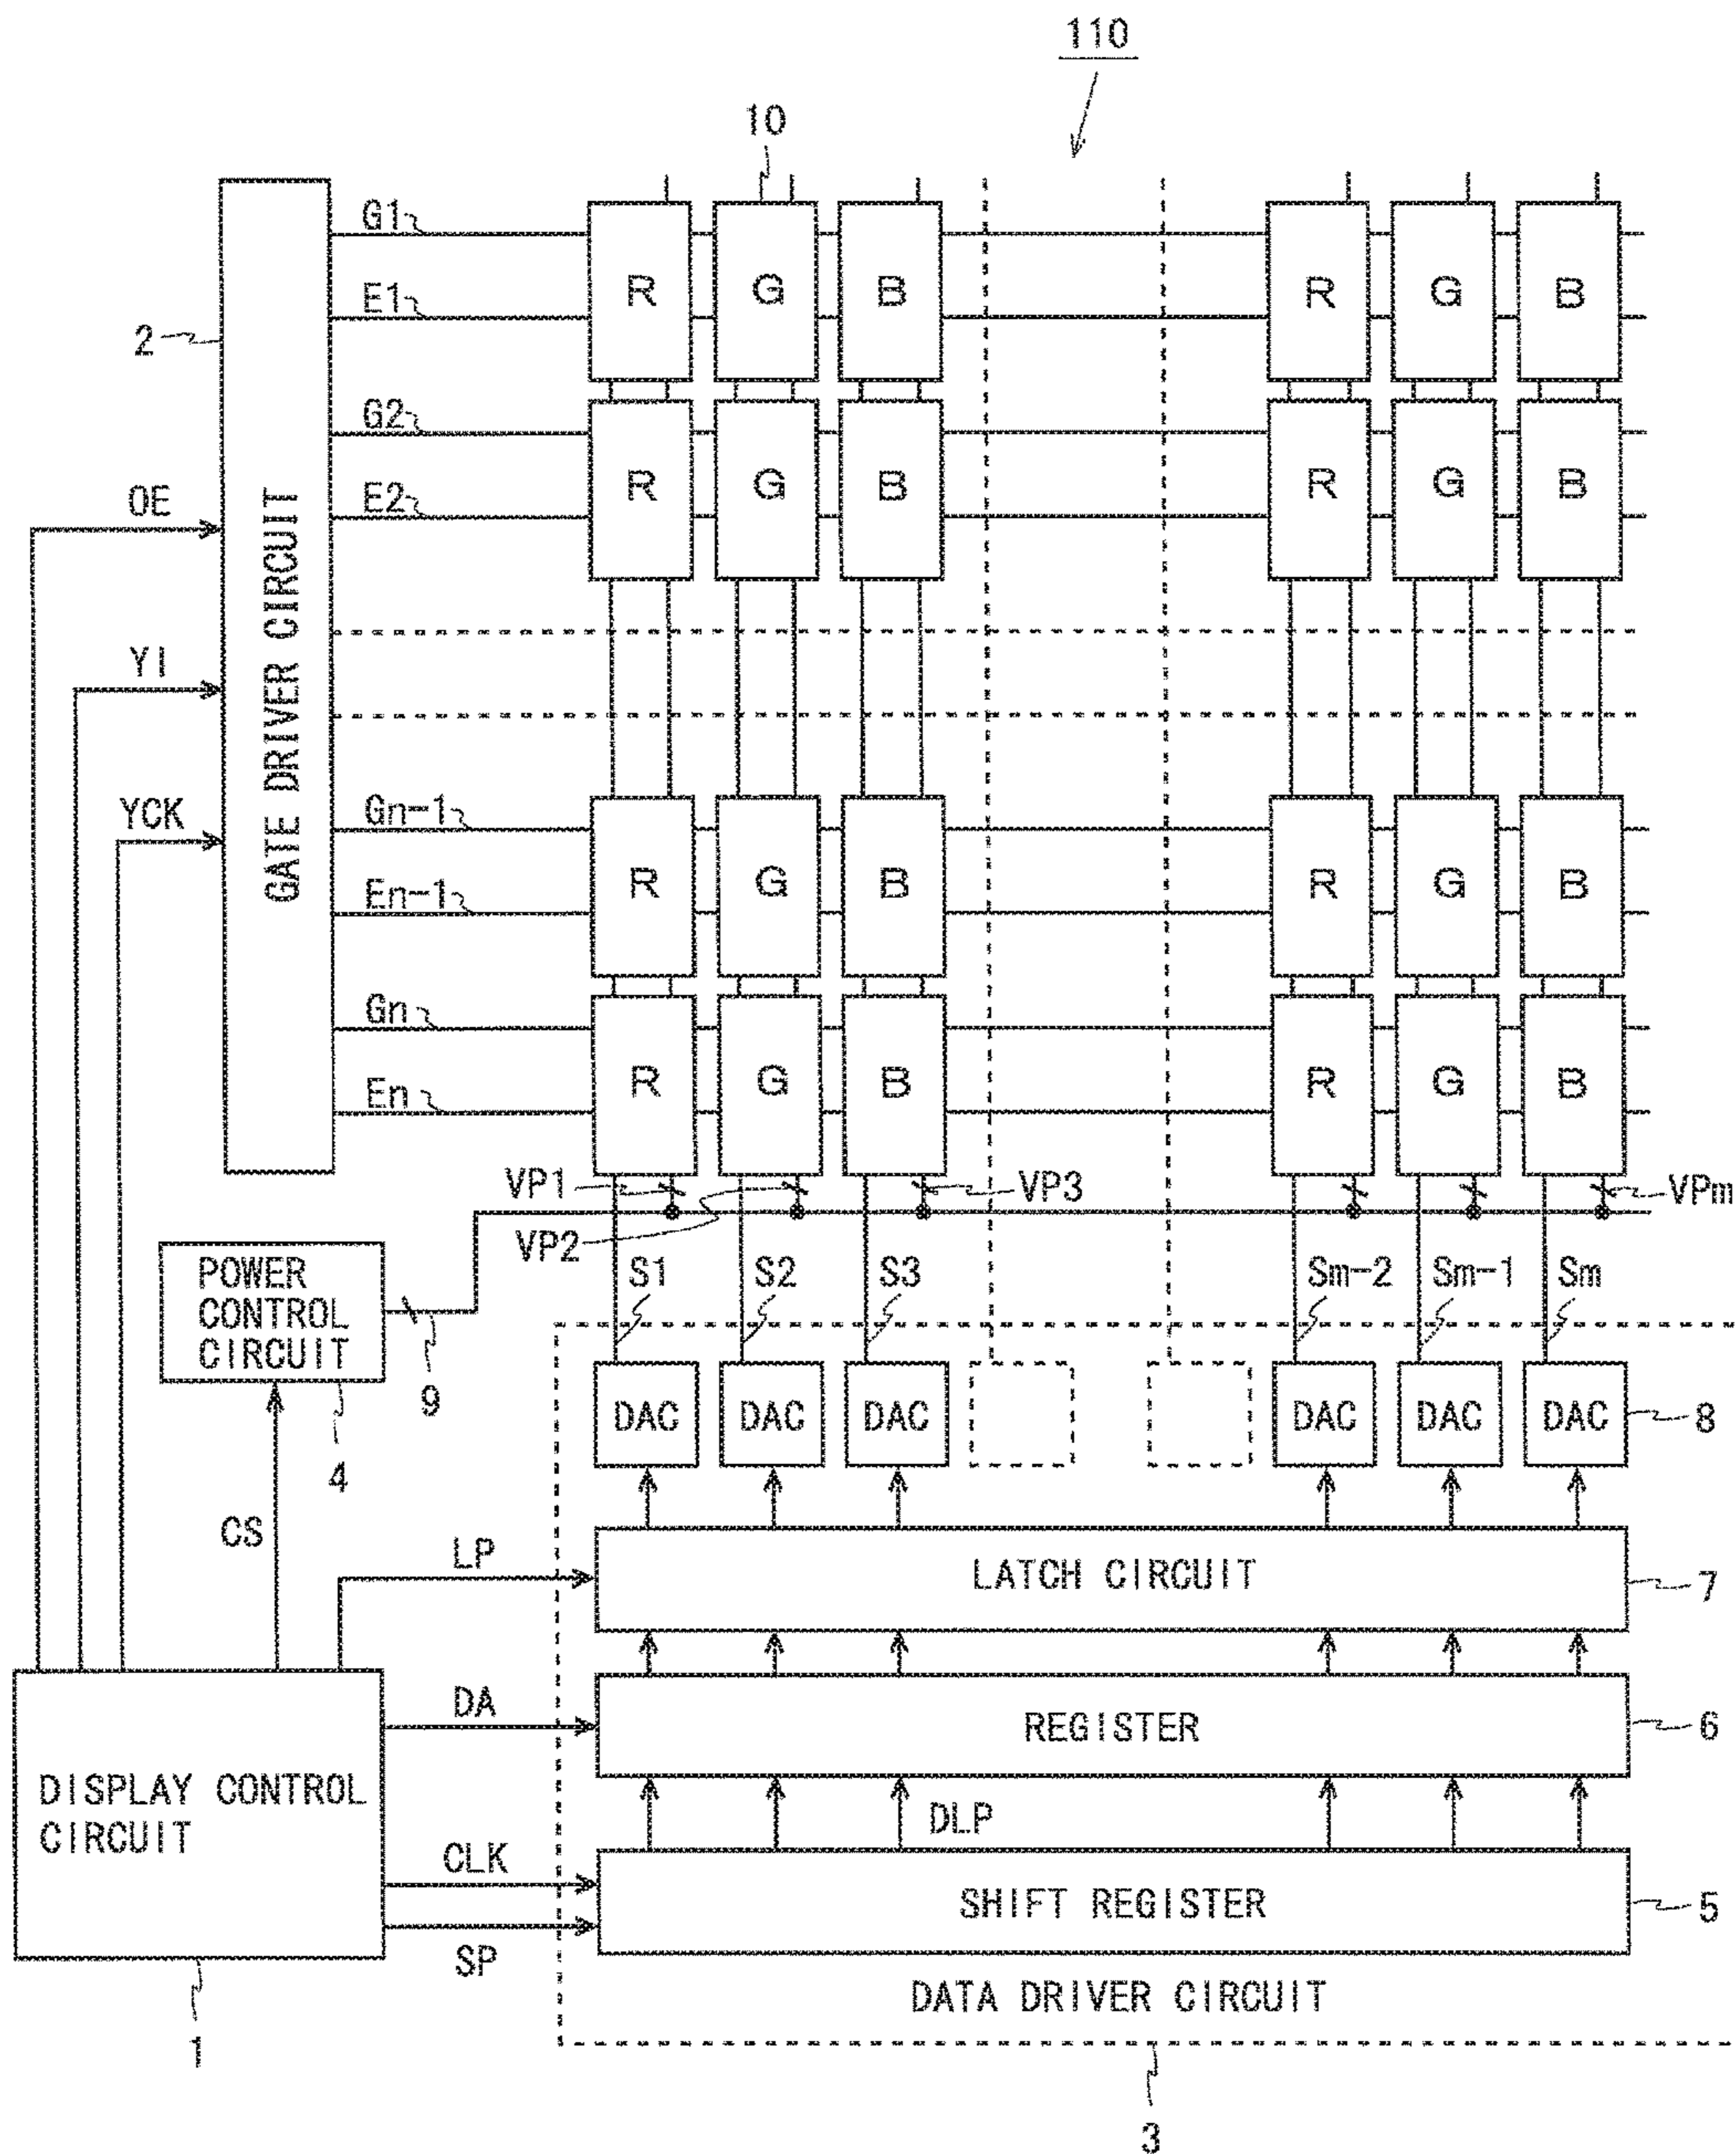 110
10
G1
R G B R G B
E1
2
G2
R G B R G B
OE E2
GATE DRIVER CIRCUIT
YI
YCK Gn-1
R G B R G B
En-1
Gn
R G B R G B
En
VP1 VP3 VPm
VP2
POWER
CONTROL
CIRCUIT
S1 S2 S3 Sm-2 Sm-1 Sm
9
DAC DAC DAC DAC DAC DAC 8
4
CS
LP
LATCH CIRCUIT 7
DA
REGISTER 6
DISPLAY CONTROL
CIRCUIT
DLP
CLK
SHIFT REGISTER 5
SP
DATA DRIVER CIRCUIT
1
3